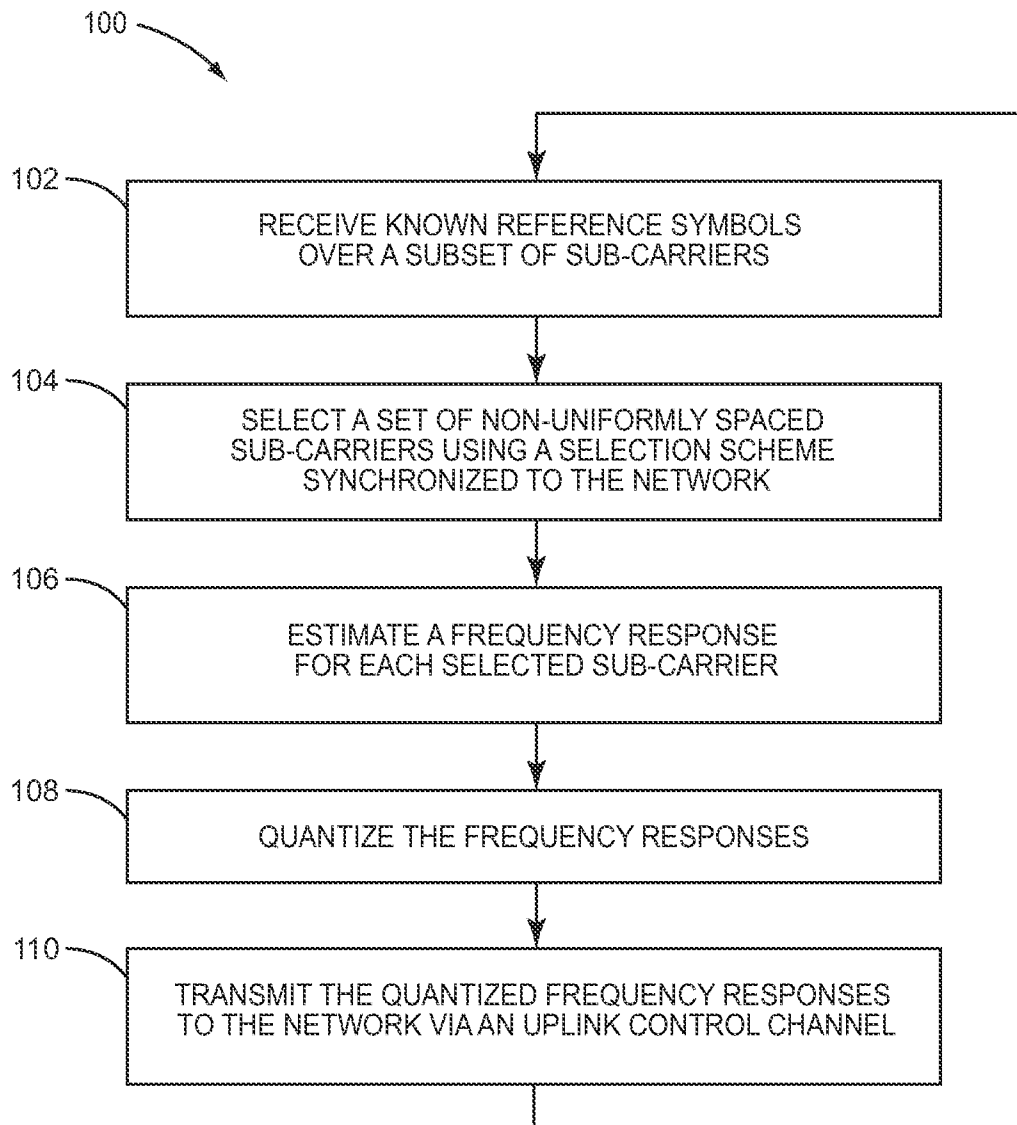 100
102
RECEIVE KNOWN REFERENCE SYMBOLS
OVER A SUBSET OF SUB-CARRIERS
104
SELECT A SET OF NON-UNIFORMLY SPACED
SUB-CARRIERS USING A SELECTION SCHEME
SYNCHRONIZED TO THE NETWORK
106
ESTIMATE A FREQUENCY RESPONSE
FOR EACH SELECTED SUB-CARRIER
108
QUANTIZE THE FREQUENCY RESPONSES
110
TRANSMIT THE QUANTIZED FREQUENCY RESPONSES
TO THE NETWORK VIA AN UPLINK CONTROL CHANNEL